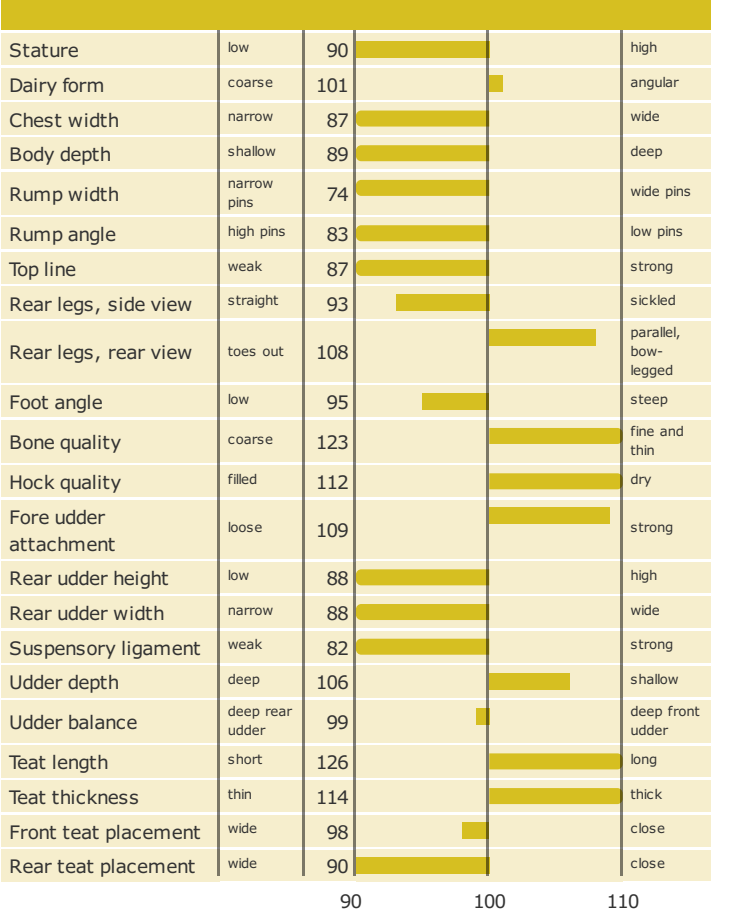 Stature low 90 high
Dairy form coarse 101 angular
Chest width narrow 87 wide
Body depth shallow 89 deep
Rump width narrow pins 74 wide pins
Rump angle high pins 83 low pins
Top line weak 87 strong
Rear legs, side view straight 93 sickled
Rear legs, rear view toes out 108 parallel, bow-legged
Foot angle low 95 steep
Bone quality coarse 123 fine and thin
Hock quality filled 112 dry
Fore udder attachment loose 109 strong
Rear udder height low 88 high
Rear udder width narrow 88 wide
Suspensory ligament weak 82 strong
Udder depth deep 106 shallow
Udder balance deep rear udder 99 deep front udder
Teat length short 126 long
Teat thickness thin 114 thick
Front teat placement wide 98 close
Rear teat placement wide 90 close
90 100 110